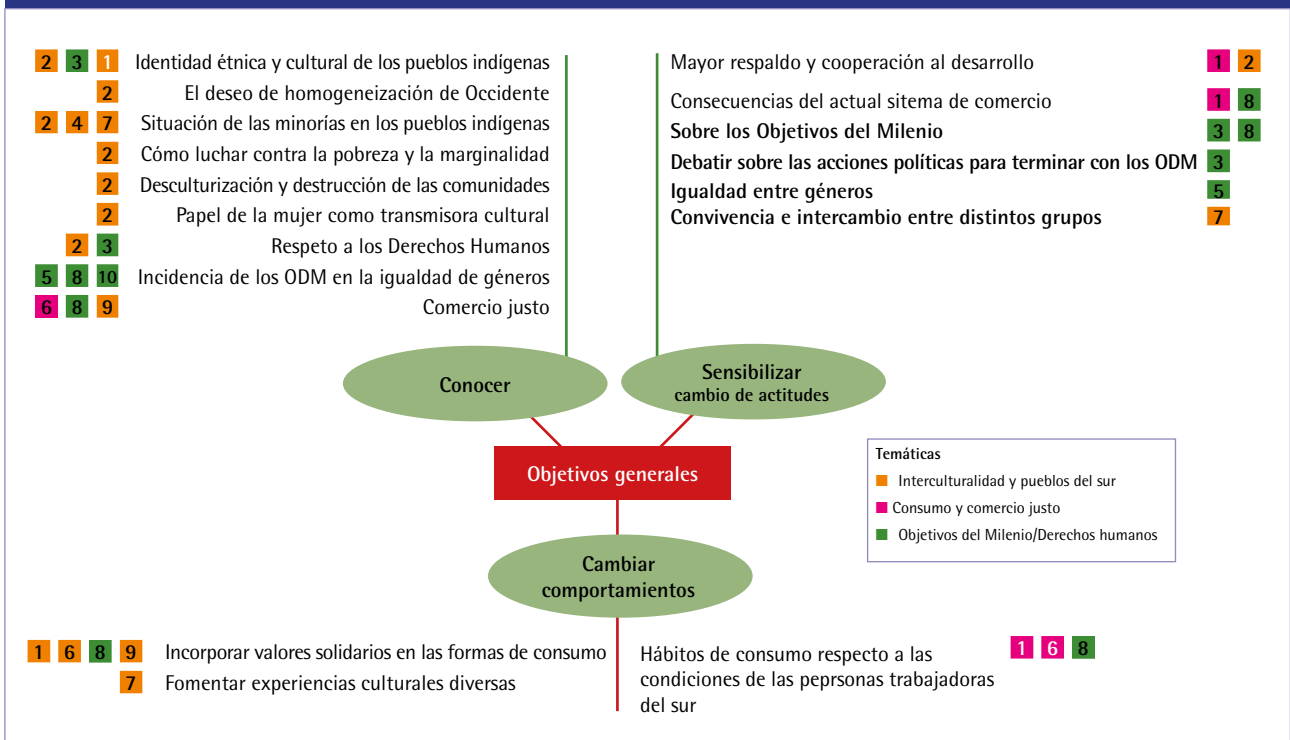 2 3 1 Identidad étnica y cultural de los pueblos indígenas
2 El deseo de homogeneización de Occidente
2 4 7 Situación de las minorías en los pueblos indígenas
2 Cómo luchar contra la pobreza y la marginalidad
2 Desculturización y destrucción de las comunidades
2 Papel de la mujer como transmisora cultural
2 3 Respeto a los Derechos Humanos
5 8 10 Incidencia de los ODM en la igualdad de géneros
6 8 9 Comercio justo
Mayor respaldo y cooperación al desarrollo 1 2
Consecuencias del actual sitema de comercio 1 8
Sobre los Objetivos del Milenio 3 8
Debatir sobre las acciones políticas para terminar con los ODM 3
Igualdad entre géneros 5
Convivencia e intercambio entre distintos grupos 7
Conocer
Sensibilizar
cambio de actitudes
Objetivos generales
Temáticas
Interculturalidad y pueblos del sur
Consumo y comercio justo
Objetivos del Milenio/Derechos humanos
Cambiar
comportamientos
1 6 8 9 Incorporar valores solidarios en las formas de consumo
7 Fomentar experiencias culturales diversas
Hábitos de consumo respecto a las 1 6 8
condiciones de las peprsonas trabajadoras
del sur